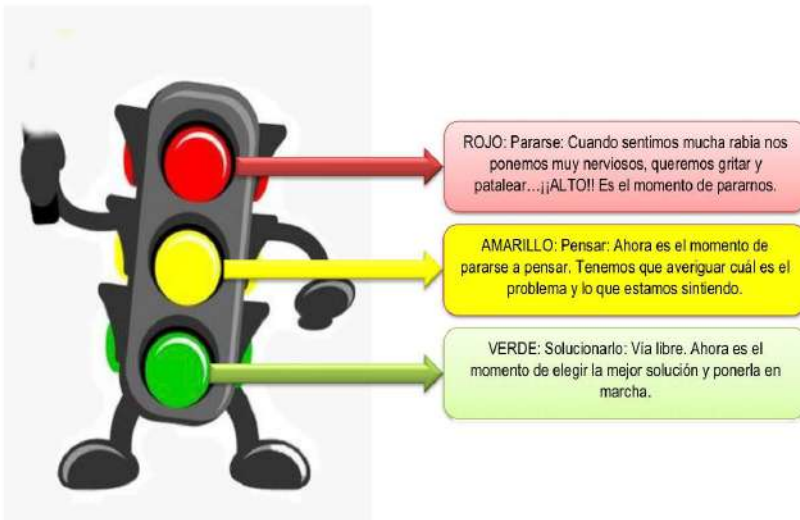 ROJO: Pararse: Cuando sentimos mucha rabia nos
ponemos muy nerviosos, queremos gritar y
patalear...¡¡ALTO!! Es el momento de pararnos.
AMARILLO: Pensar: Ahora es el momento de
pararse a pensar. Tenemos que averiguar cuál es el
problema y lo que estamos sintiendo.
VERDE: Solucionarlo: Vía libre. Ahora es el
momento de elegir la mejor solución y ponerla en
marcha.